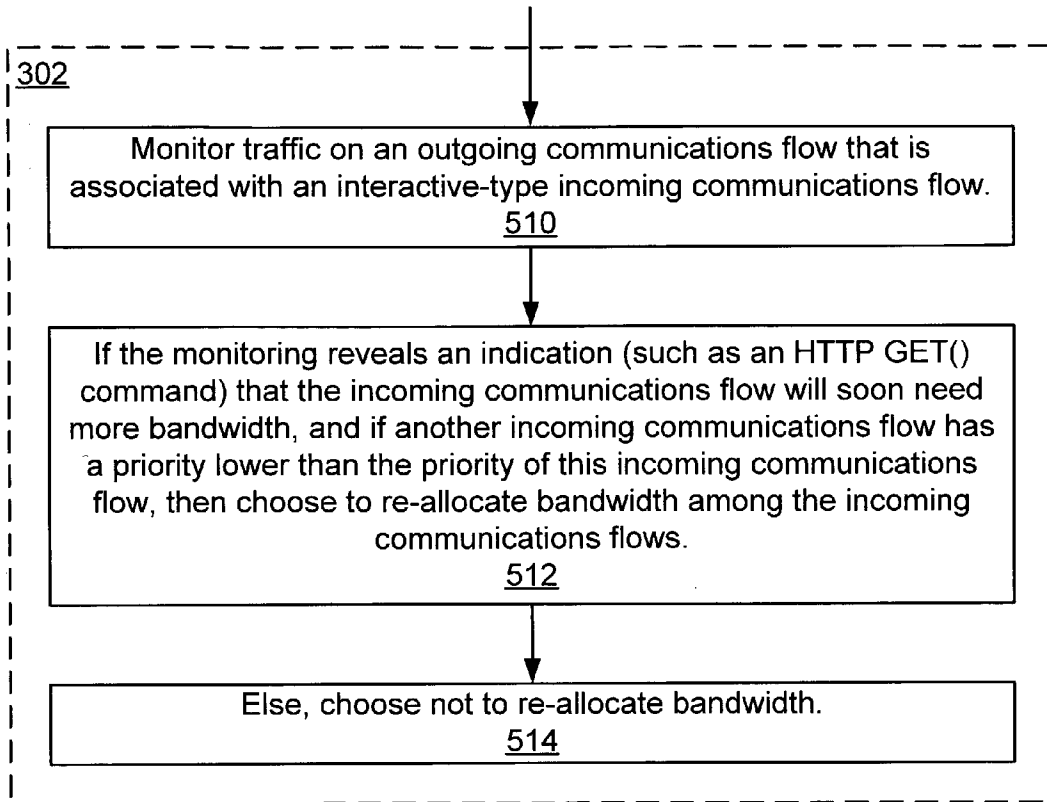 302
Monitor traffic on an outgoing communications flow that is
associated with an interactive-type incoming communications flow.
510
If the monitoring reveals an indication (such as an HTTP GET()
command) that the incoming communications flow will soon need
more bandwidth, and if another incoming communications flow has
a priority lower than the priority of this incoming communications
flow, then choose to re-allocate bandwidth among the incoming
communications flows.
512
Else, choose not to re-allocate bandwidth.
514